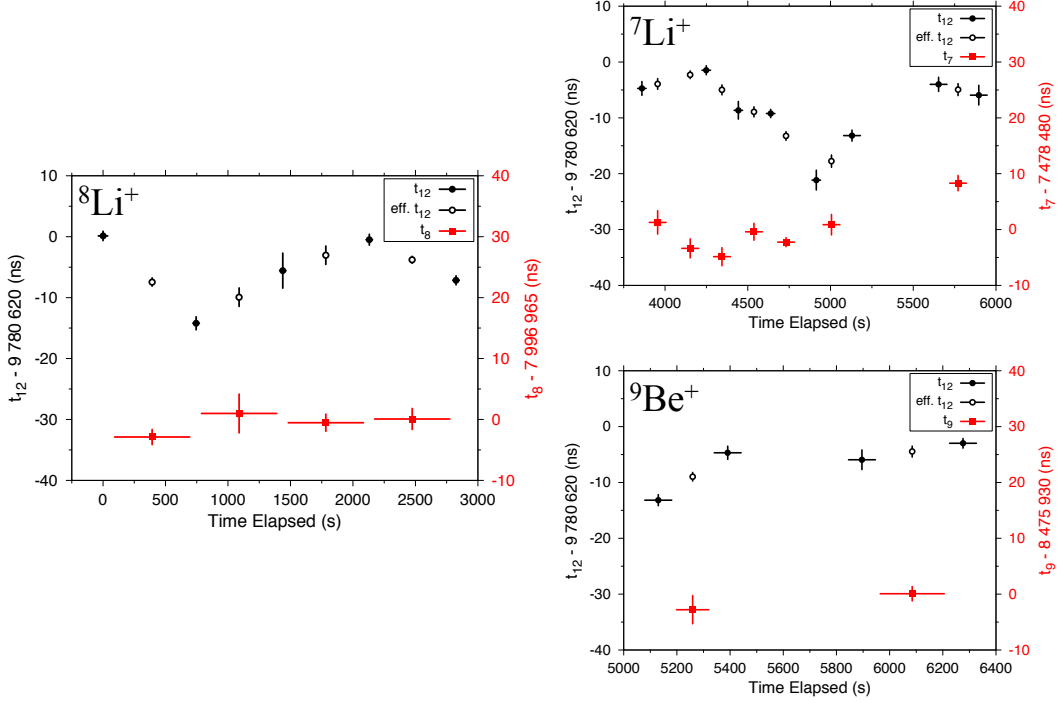 ⁸Li⁺
t₁₂
eff. t₁₂
t₈
10
0
-10
-20
-30
-40
40
30
20
10
0
-10
0 500 1000 1500 2000 2500 3000
Time Elapsed (s)
t₁₂ - 9 780 620 (ns)
t₈ - 7 996 965 (ns)
⁷Li⁺
t₁₂
eff. t₁₂
t₇
10
0
-10
-20
-30
-40
40
30
20
10
0
-10
4000 4500 5000 5500 6000
Time Elapsed (s)
t₁₂ - 9 780 620 (ns)
t₇ - 7 478 480 (ns)
⁹Be⁺
t₁₂
eff. t₁₂
t₉
10
0
-10
-20
-30
-40
40
30
20
10
0
-10
5000 5200 5400 5600 5800 6000 6200 6400
Time Elapsed (s)
t₁₂ - 9 780 620 (ns)
t₉ - 8 475 930 (ns)